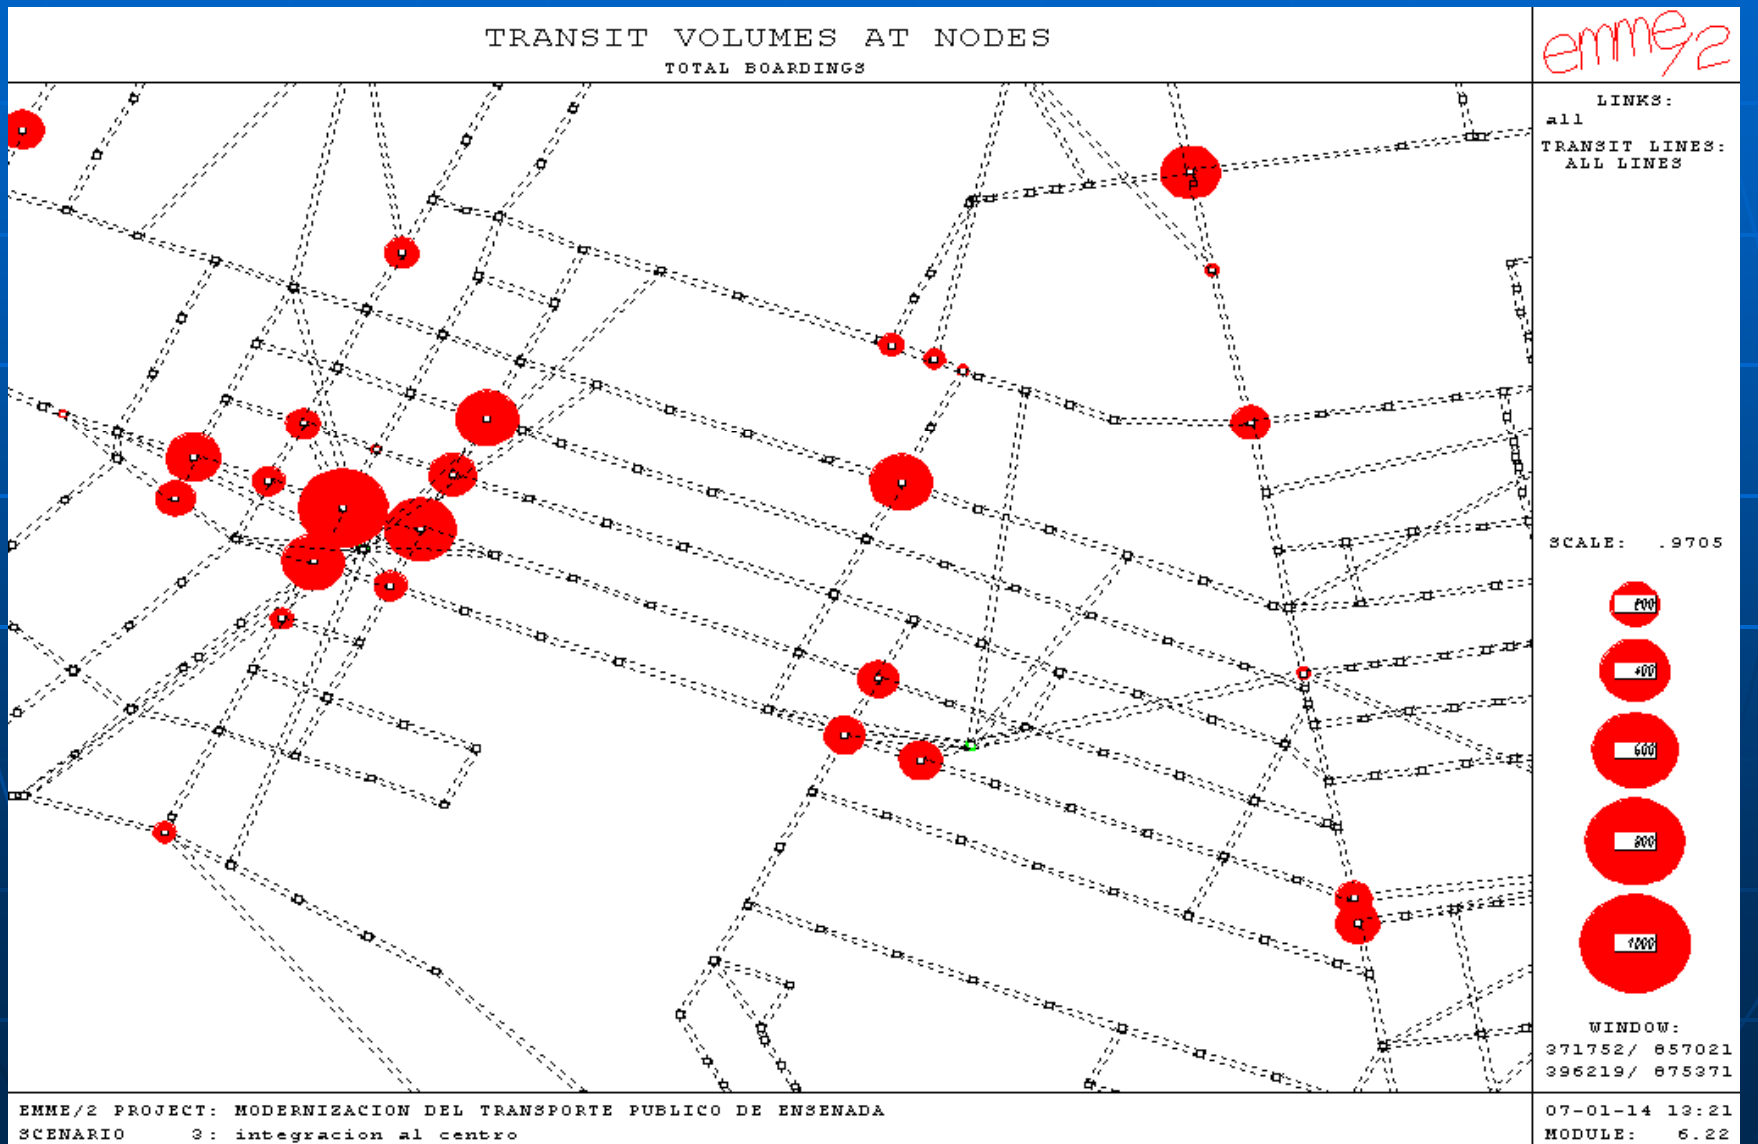 TRANSIT VOLUMES AT NODES
TOTAL BOARDINGS
emme/2
LINKS:
all
TRANSIT LINES:
ALL LINES
SCALE: .9705
200
400
600
800
1000
WINDOW:
371752/ 857021
396219/ 875371
EMME/2 PROJECT: MODERNIZACION DEL TRANSPORTE PUBLICO DE ENSENADA
SCENARIO 3: integracion al centro
07-01-14 13:21
MODULE: 6.22